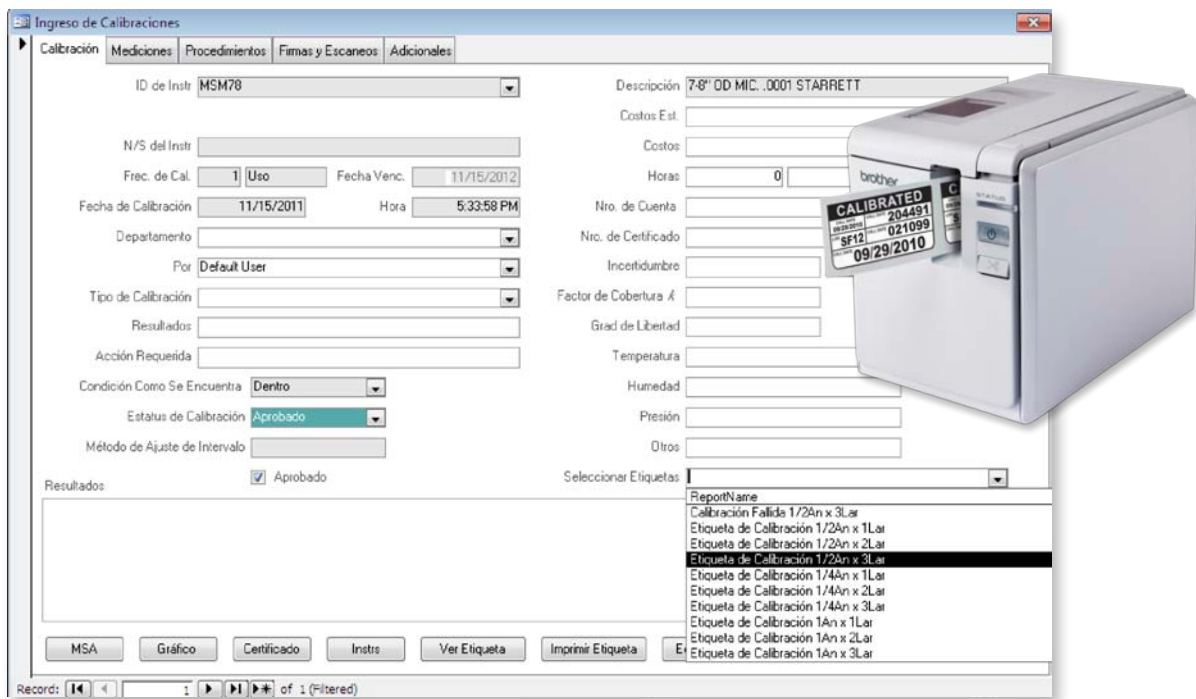 Ingreso de Calibraciones
Calibración Mediciones Procedimientos Firmas y Escaneos Adicionales
ID de Instr MSM78
Descripción 7-8" OD MIC. .0001 STARRETT
Costos Est.
N/S del Instr
Costos
Frec. de Cal. 1 Uso Fecha Venc. 11/15/2012
Horas 0
Fecha de Calibración 11/15/2011 Hora 5:33:58 PM
Nro. de Cuenta
Departamento
Nro. de Certificado
Por Default User
Incertidumbre
Tipo de Calibración
Factor de Cobertura k
Resultados
Grad de Libertad
Acción Requerida
Temperatura
Condición Como Se Encuentra Dentro
Humedad
Estatus de Calibración Aprobado
Presión
Método de Ajuste de Intervalo
Otros
Aprobado
Seleccionar Etiquetas
Resultados
ReportName
Calibración Fallida 1/2An x 3Lar
Etiqueta de Calibración 1/2An x 1Lar
Etiqueta de Calibración 1/2An x 2Lar
Etiqueta de Calibración 1/2An x 3Lar
Etiqueta de Calibración 1/4An x 1Lar
Etiqueta de Calibración 1/4An x 2Lar
Etiqueta de Calibración 1/4An x 3Lar
Etiqueta de Calibración 1An x 1Lar
Etiqueta de Calibración 1An x 2Lar
Etiqueta de Calibración 1An x 3Lar
MSA Gráfico Certificado Instrs Ver Etiqueta Imprimir Etiqueta
Record: 1 of 1 (Filtered)
brother
STATUS
CALIBRATED
09/29/2010 204491
SF12 021099
09/29/2010